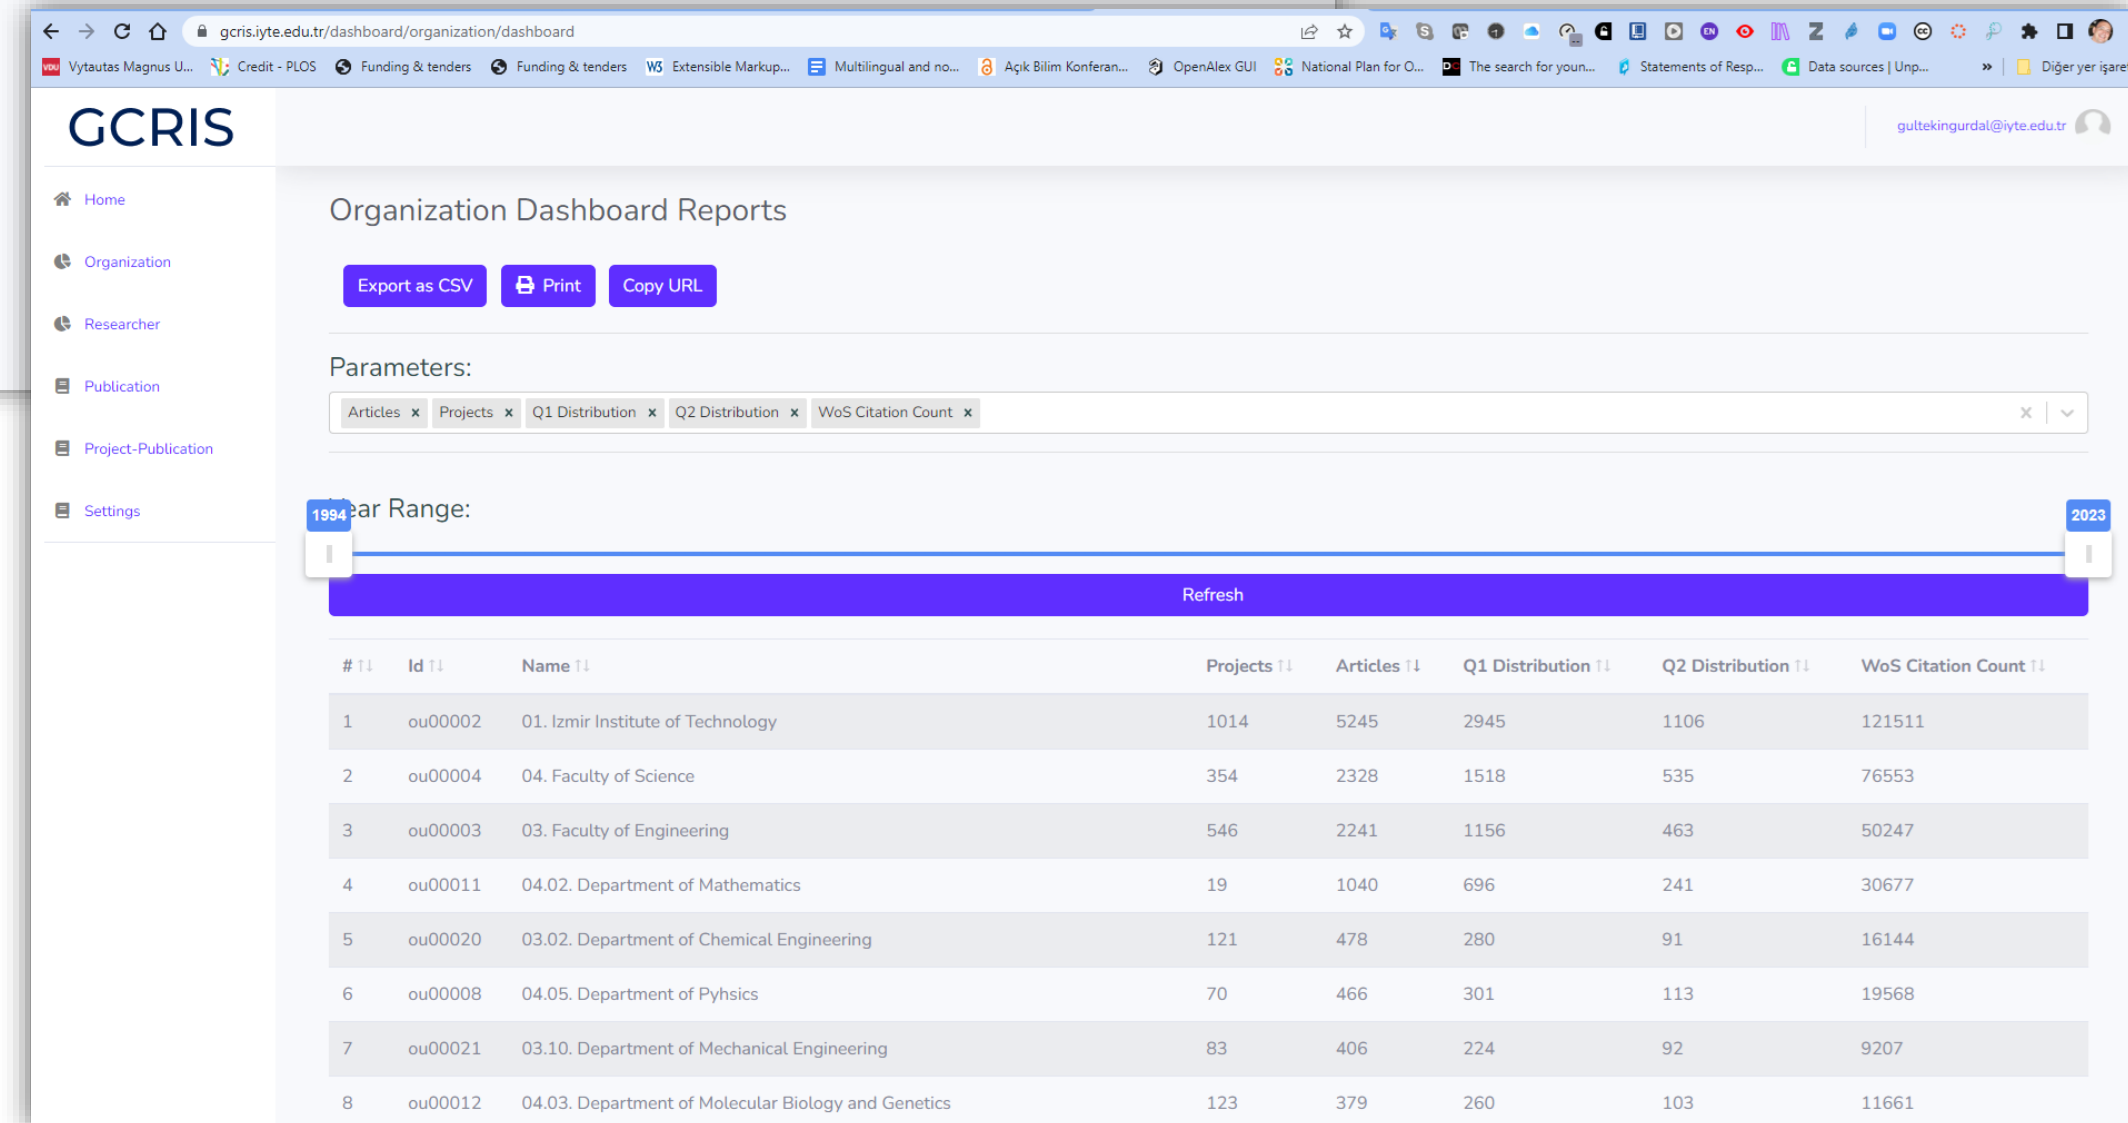 gcris.iyte.edu.tr/dashboard/organization/dashboard
Vytautas Magnus U... Credit - PLOS Funding & tenders Funding & tenders Extensible Markup... Multilingual and no... Açık Bilim Konferan... OpenAlex GUI National Plan for O... The search for youn... Statements of Resp... Data sources | Unp... » Diğer yer işaret
GCRIS
gultekingurdal@iyte.edu.tr
Home
Organization
Researcher
Publication
Project-Publication
Settings
Organization Dashboard Reports
Export as CSV Print Copy URL
Parameters:
Articles x Projects x Q1 Distribution x Q2 Distribution x WoS Citation Count x
Year Range:
1994 2023
Refresh
# Id Name Projects Articles Q1 Distribution Q2 Distribution WoS Citation Count
1 ou00002 01. Izmir Institute of Technology 1014 5245 2945 1106 121511
2 ou00004 04. Faculty of Science 354 2328 1518 535 76553
3 ou00003 03. Faculty of Engineering 546 2241 1156 463 50247
4 ou00011 04.02. Department of Mathematics 19 1040 696 241 30677
5 ou00020 03.02. Department of Chemical Engineering 121 478 280 91 16144
6 ou00008 04.05. Department of Pyhsics 70 466 301 113 19568
7 ou00021 03.10. Department of Mechanical Engineering 83 406 224 92 9207
8 ou00012 04.03. Department of Molecular Biology and Genetics 123 379 260 103 11661